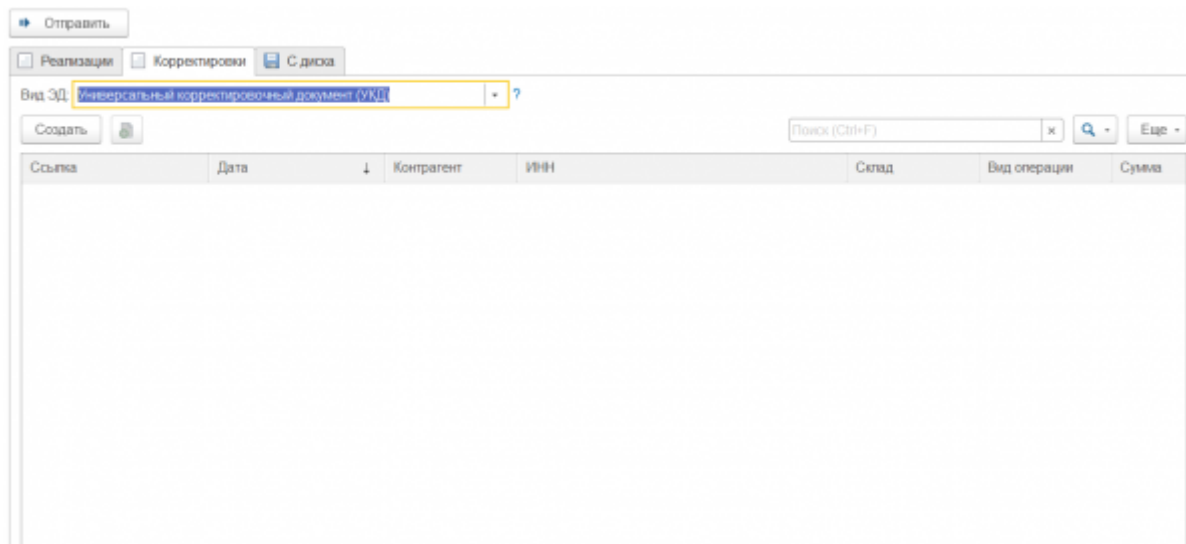 Отправить
Реализации Корректировки С диска
Вид ЭД: Универсальный корректировочный документ (УКД) ?
Создать Поиск (Ctrl+F) × Еще
Ссылка Дата ↓ Контрагент ИНН Склад Вид операции Сумма